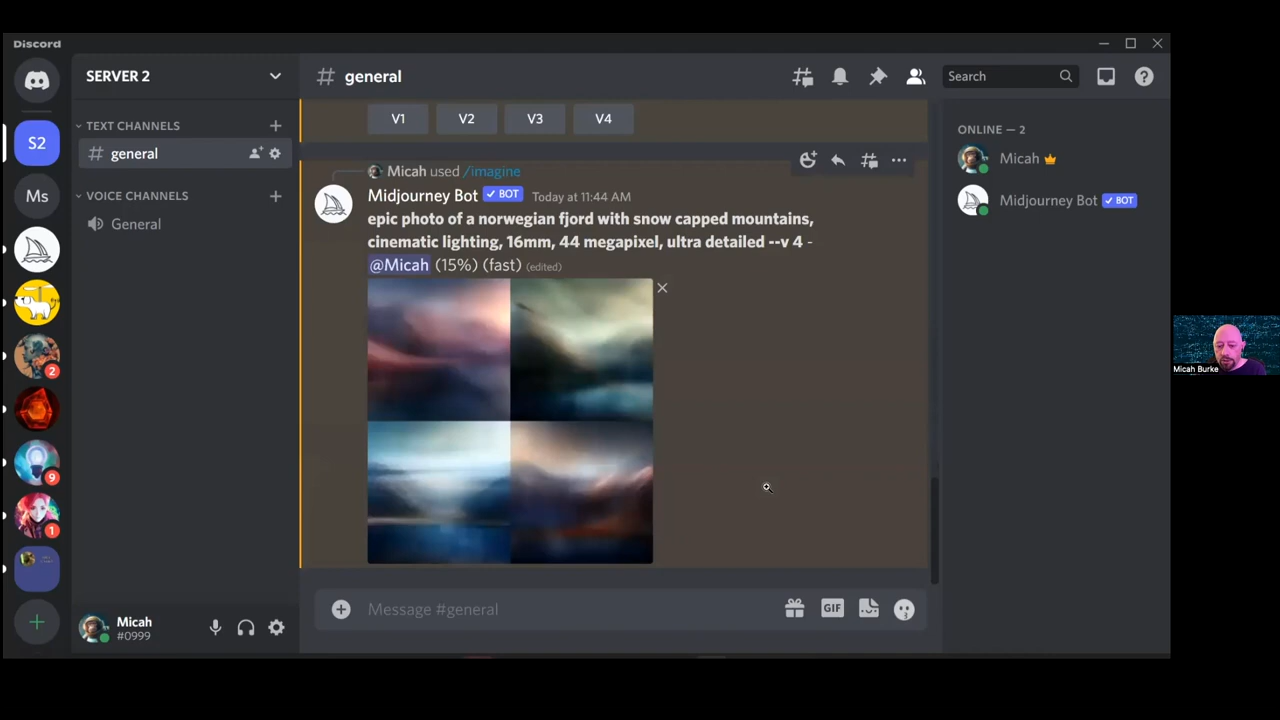 Discord
SERVER 2
# general
Search
V1 V2 V3 V4
S2
TEXT CHANNELS
# general
Ms
VOICE CHANNELS
General
2
9
1
Micah
#0999
Micah used /imagine
Midjourney Bot ✓ BOT Today at 11:44 AM
epic photo of a norwegian fjord with snow capped mountains,
cinematic lighting, 16mm, 44 megapixel, ultra detailed --v 4 -
@Micah (15%) (fast) (edited)
Message #general
GIF
ONLINE — 2
Micah
Midjourney Bot ✓ BOT
Micah Burke